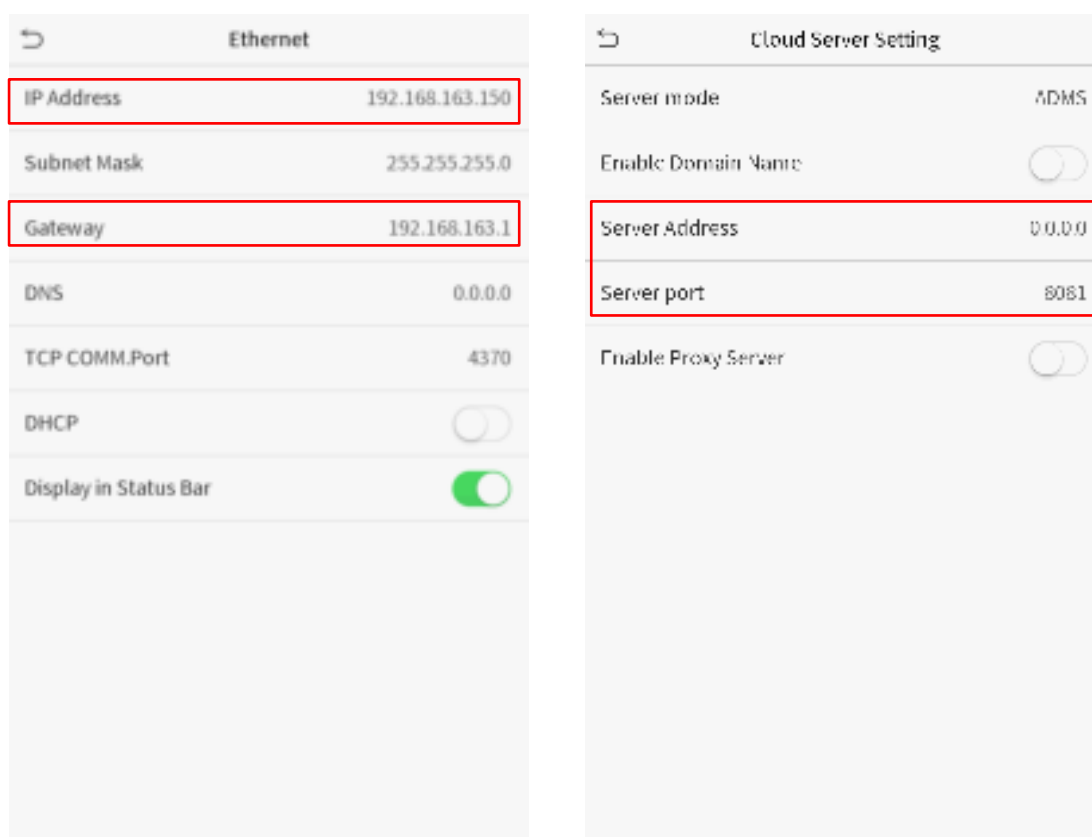 Ethernet
IP Address 192.168.163.150
Subnet Mask 255.255.255.0
Gateway 192.168.163.1
DNS 0.0.0.0
TCP COMM.Port 4370
DHCP
Display in Status Bar
Cloud Server Setting
Server mode ADMS
Enable Domain Name
Server Address 0.0.0.0
Server port 8081
Enable Proxy Server